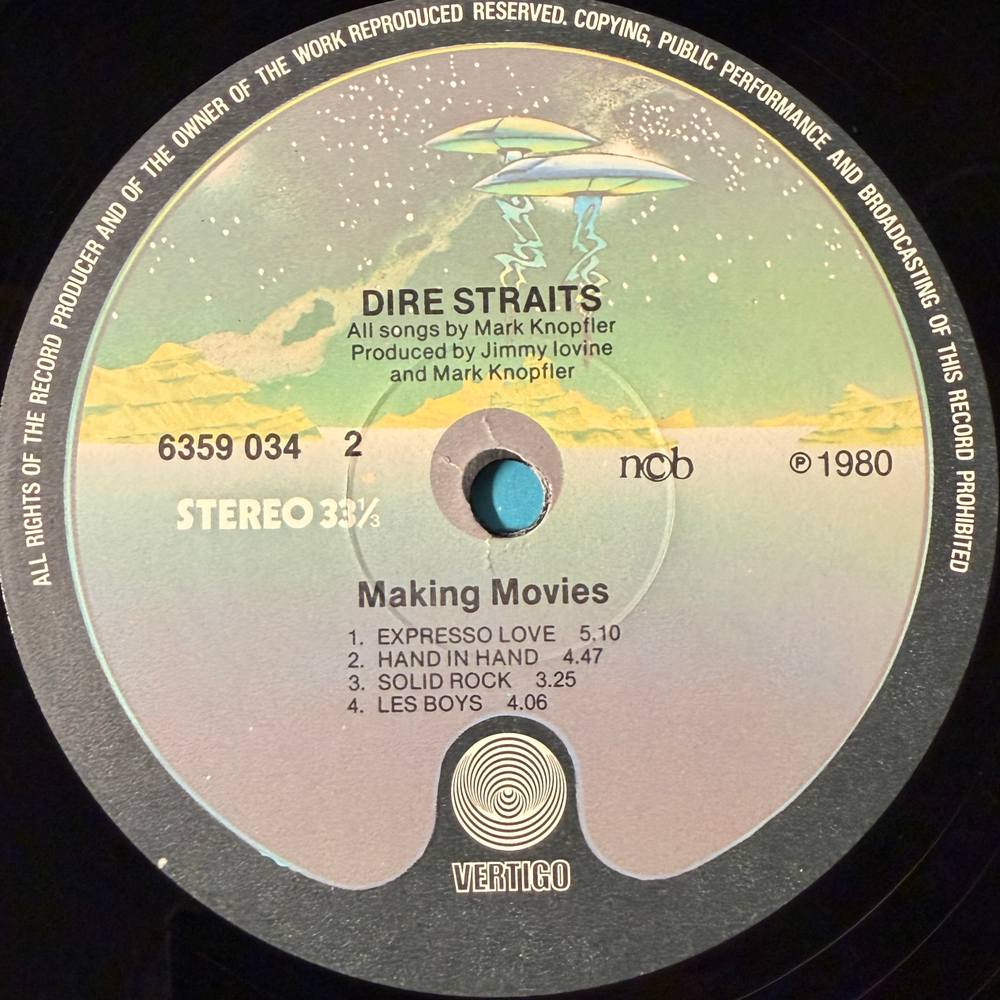 ALL RIGHTS OF THE RECORD PRODUCER AND OF THE OWNER OF THE WORK REPRODUCED RESERVED. COPYING, PUBLIC PERFORMANCE AND BROADCASTING OF THIS RECORD PROHIBITED
DIRE STRAITS
All songs by Mark Knopfler
Produced by Jimmy Iovine
and Mark Knopfler
6359 034 2
ncb
℗ 1980
STEREO 33⅓
Making Movies
1. EXPRESSO LOVE 5.10
2. HAND IN HAND 4.47
3. SOLID ROCK 3.25
4. LES BOYS 4.06
VERTIGO